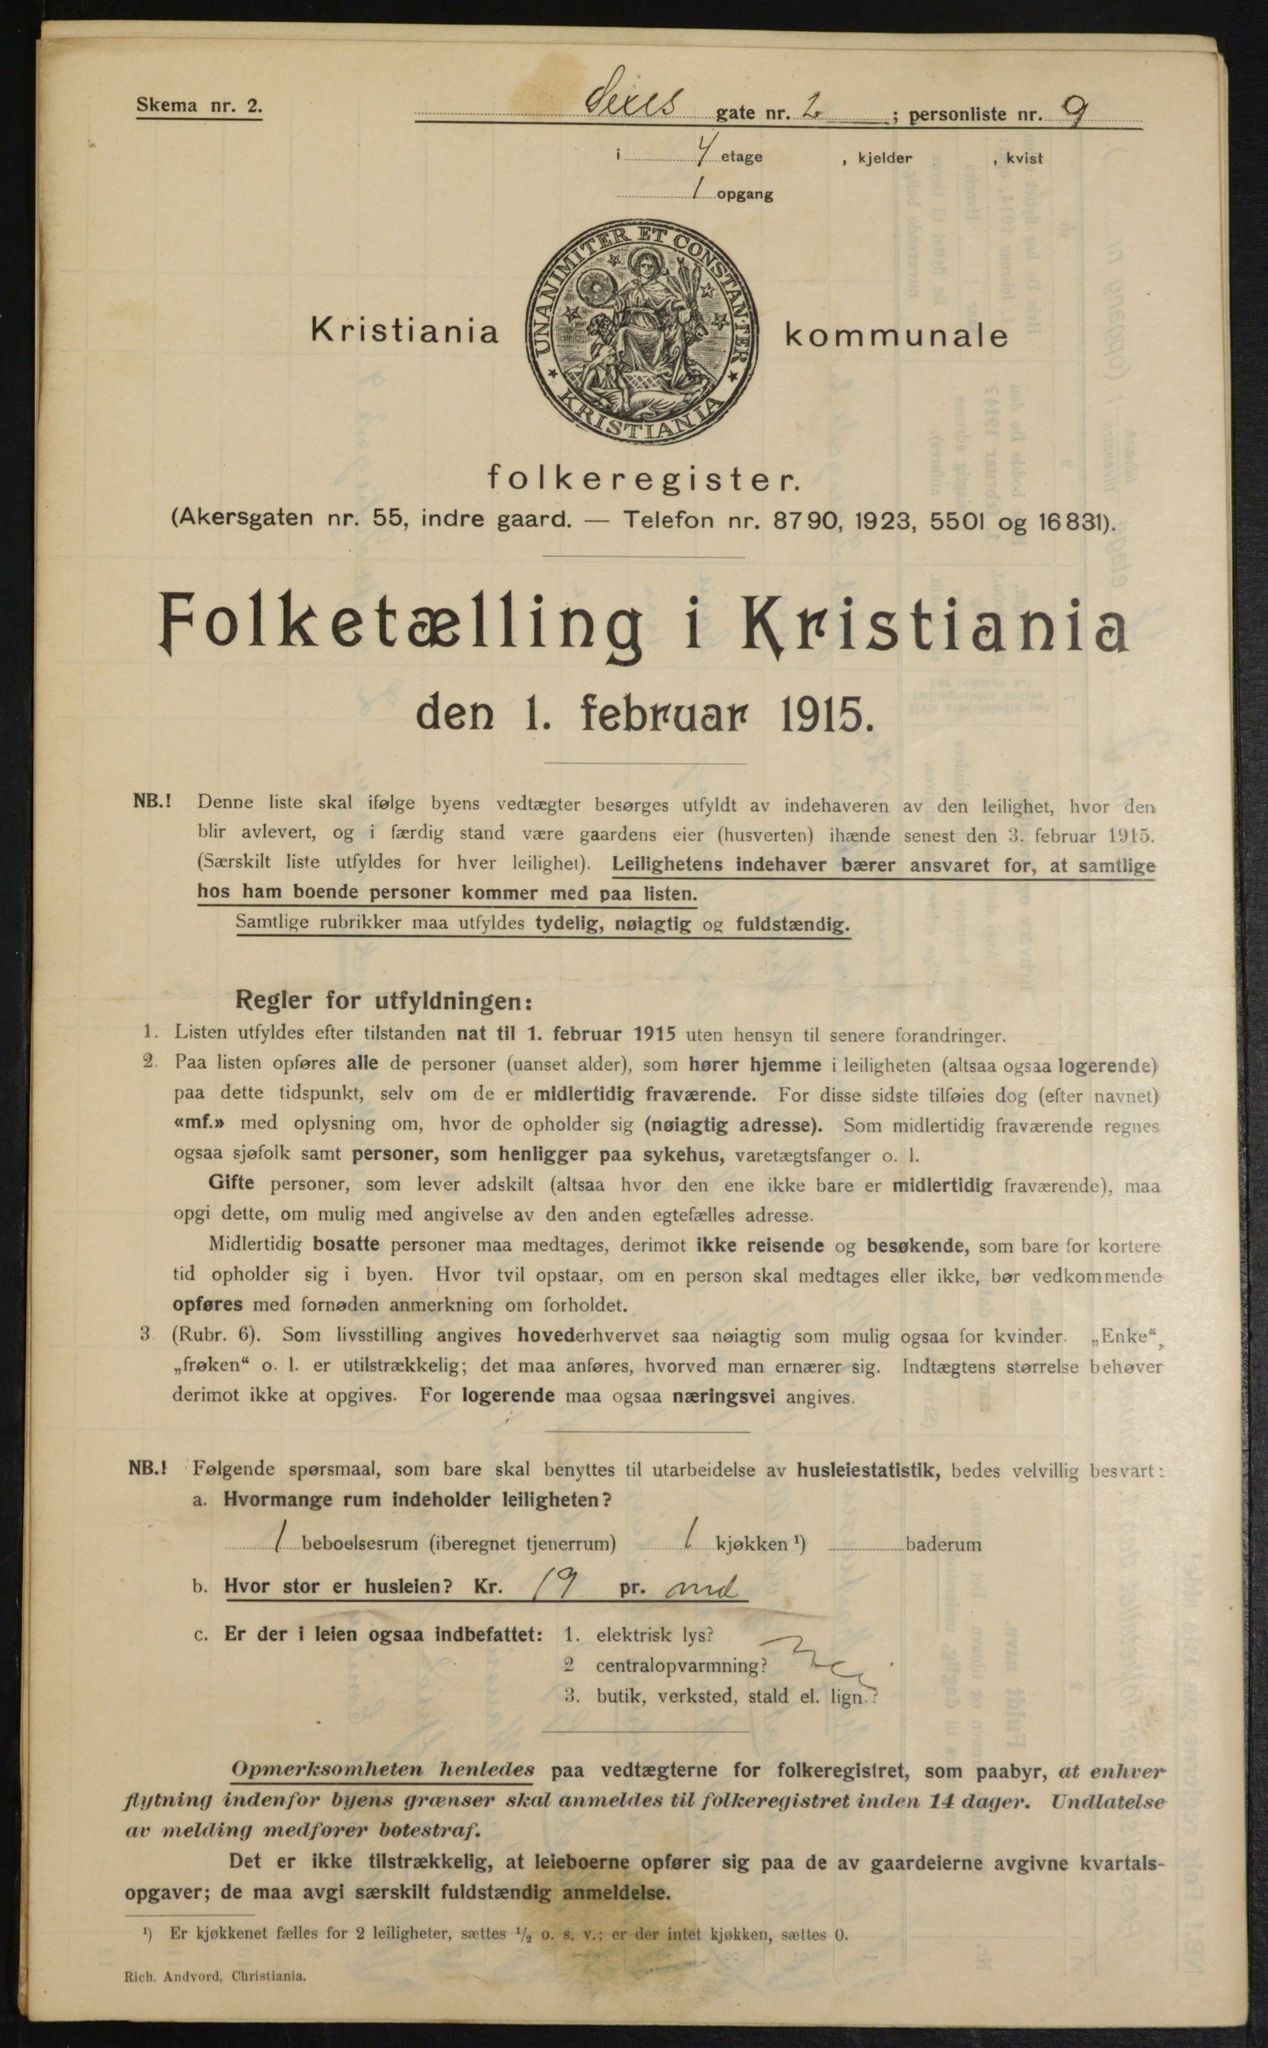 Skema nr. 2.
Sexes gate nr. 2 ; personliste nr. 9
i 4 etage , kjelder , kvist
1 opgang
UNANIMITER ET CONSTANTER
KRISTIANIA
Kristiania kommunale
folkeregister.
(Akersgaten nr. 55, indre gaard. — Telefon nr. 8790, 1923, 5501 og 16831).
Folketælling i Kristiania
den 1. februar 1915.
NB.! Denne liste skal ifølge byens vedtægter besørges utfyldt av indehaveren av den leilighet, hvor den
blir avlevert, og i færdig stand være gaardens eier (husverten) ihænde senest den 3. februar 1915.
(Særskilt liste utfyldes for hver leilighet). Leilighetens indehaver bærer ansvaret for, at samtlige
hos ham boende personer kommer med paa listen.
Samtlige rubrikker maa utfyldes tydelig, nøiagtig og fuldstændig.
Regler for utfyldningen:
1. Listen utfyldes efter tilstanden nat til 1. februar 1915 uten hensyn til senere forandringer.
2. Paa listen opføres alle de personer (uanset alder), som hører hjemme i leiligheten (altsaa ogsaa logerende)
paa dette tidspunkt, selv om de er midlertidig fraværende. For disse sidste tilføies dog (efter navnet)
«mf.» med oplysning om, hvor de opholder sig (nøiagtig adresse). Som midlertidig fraværende regnes
ogsaa sjøfolk samt personer, som henligger paa sykehus, varetægtsfanger o. l.
Gifte personer, som lever adskilt (altsaa hvor den ene ikke bare er midlertidig fraværende), maa
opgi dette, om mulig med angivelse av den anden egtefælles adresse.
Midlertidig bosatte personer maa medtages, derimot ikke reisende og besøkende, som bare for kortere
tid opholder sig i byen. Hvor tvil opstaar, om en person skal medtages eller ikke, bør vedkommende
opføres med fornøden anmerkning om forholdet.
3 (Rubr. 6). Som livsstilling angives hovederhvervet saa nøiagtig som mulig ogsaa for kvinder. „Enke“,
„frøken“ o. l. er utilstrækkelig; det maa anføres, hvorved man ernærer sig. Indtægtens størrelse behøver
derimot ikke at opgives. For logerende maa ogsaa næringsvei angives.
NB.! Følgende spørsmaal, som bare skal benyttes til utarbeidelse av husleiestatistik, bedes velvillig besvart:
a. Hvormange rum indeholder leiligheten?
1 beboelsesrum (iberegnet tjenerrum) 1 kjøkken ¹) baderum
b. Hvor stor er husleien? Kr. 19 pr. md
c. Er der i leien ogsaa indbefattet: 1. elektrisk lys?
2 centralopvarmning? Nei
3. butik, verksted, stald el. lign.?
Opmerksomheten henledes paa vedtægterne for folkeregistret, som paabyr, at enhver
flytning indenfor byens grænser skal anmeldes til folkeregistret inden 14 dager. Undlatelse
av melding medfører bøtestraf.
Det er ikke tilstrækkelig, at leieboerne opfører sig paa de av gaardeierne avgivne kvartals-
opgaver; de maa avgi særskilt fuldstændig anmeldelse.
¹) Er kjøkkenet fælles for 2 leiligheter, sættes ½ o. s. v.; er der intet kjøkken, sættes 0.
Rich. Andvord, Christiania.